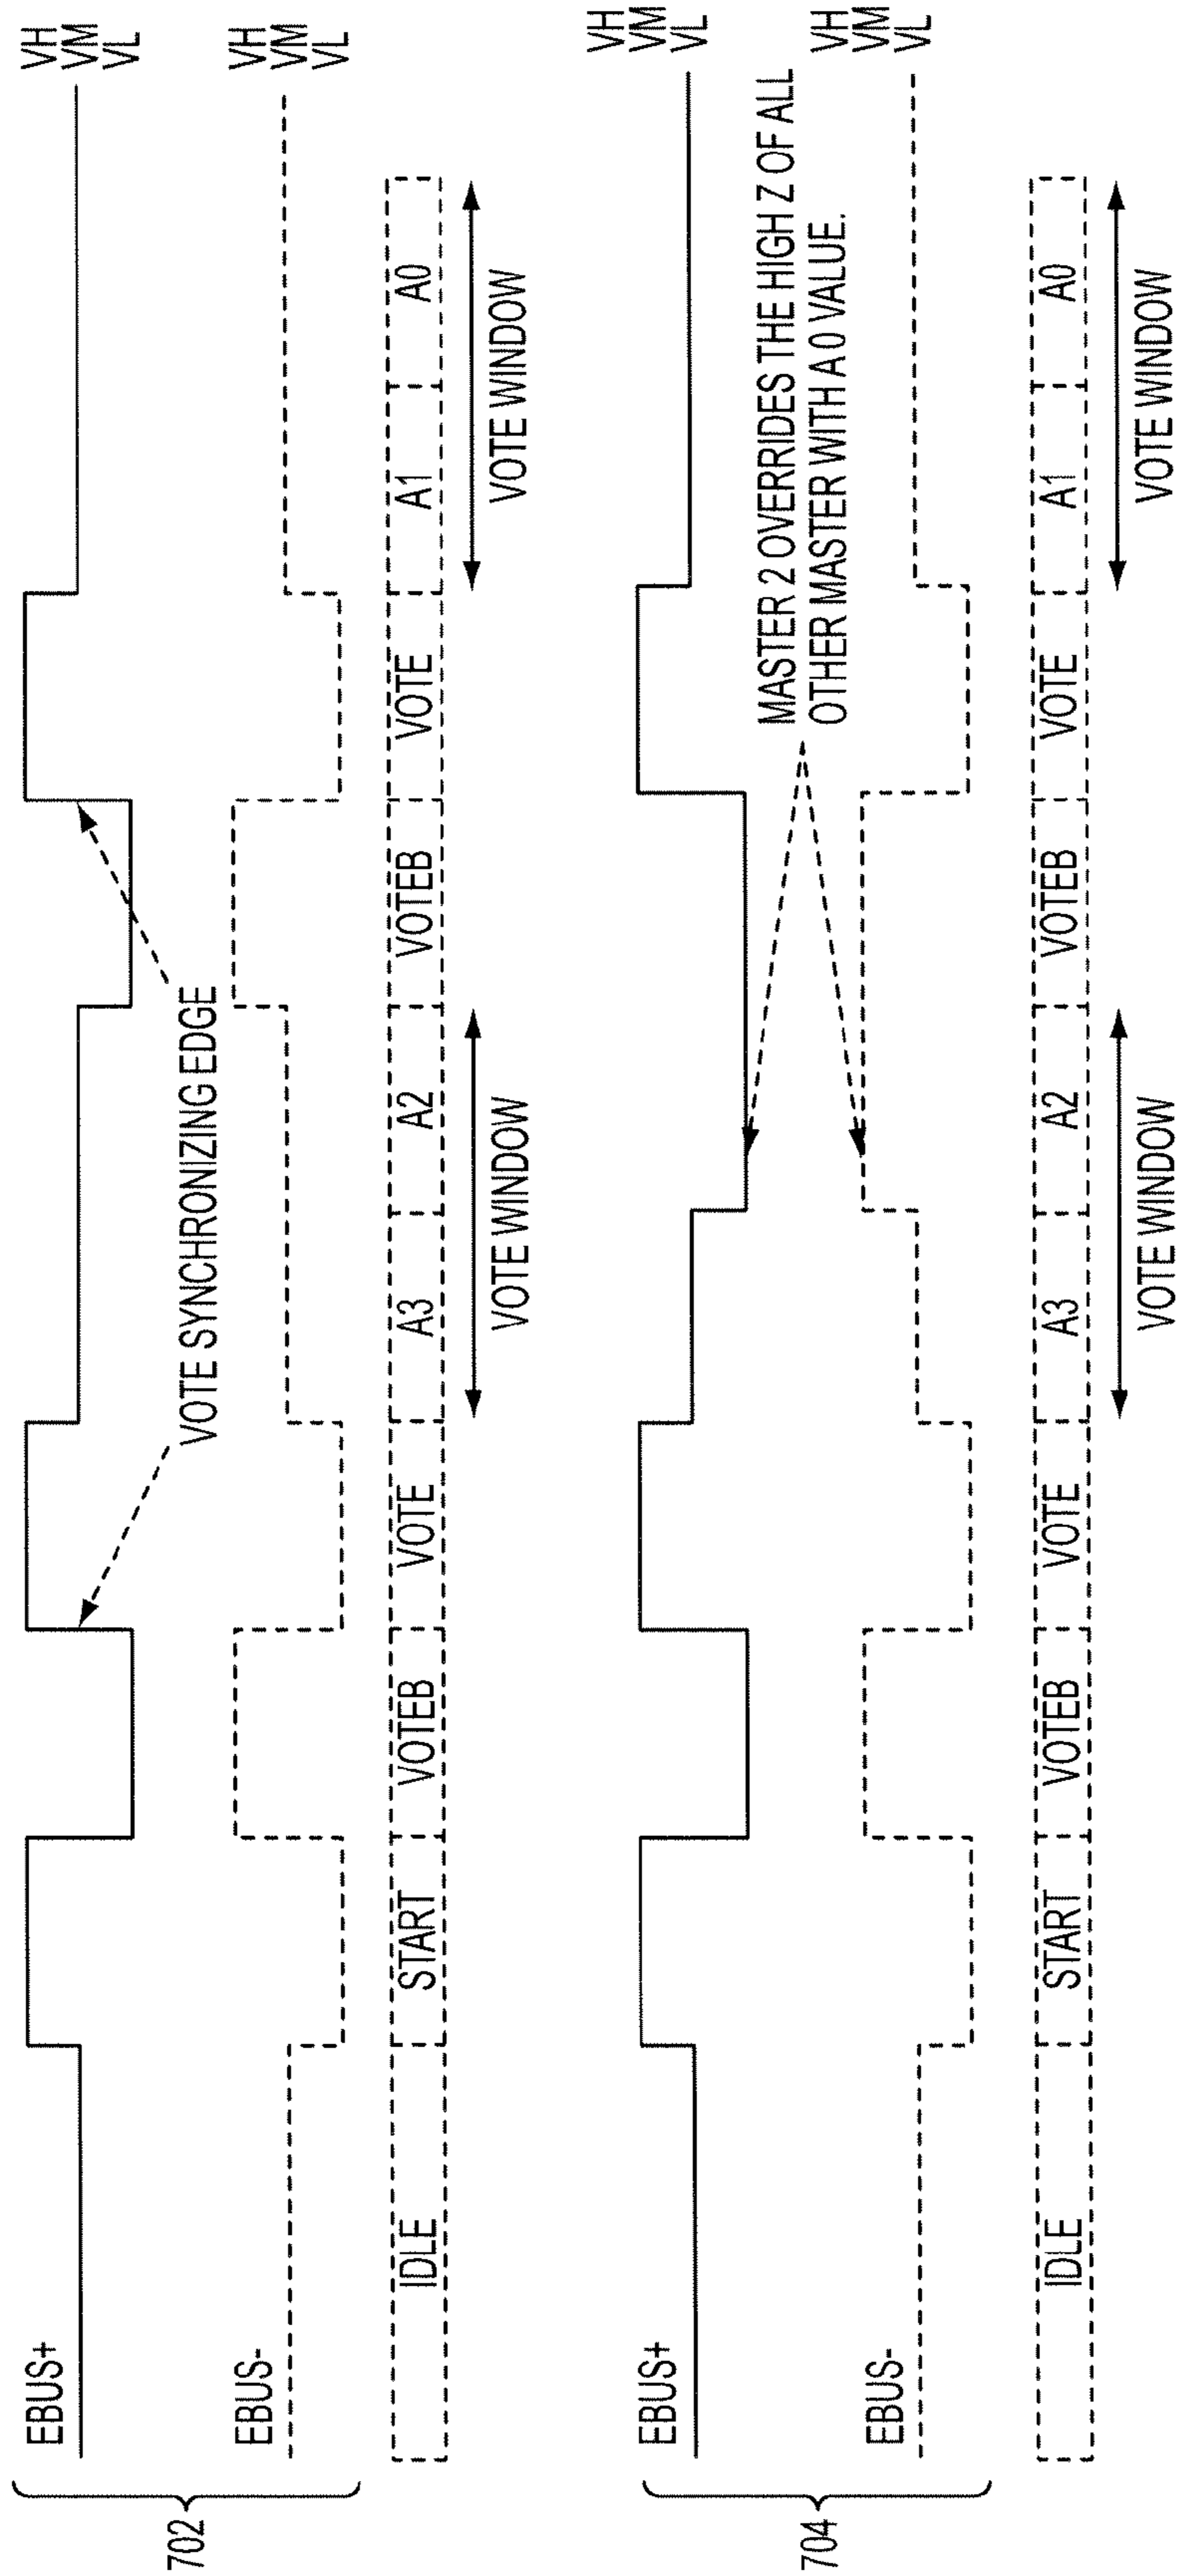 702
EBUS+
VH
VM
VL
VOTE SYNCHRONIZING EDGE
EBUS-
VH
VM
VL
IDLE
START
VOTEB
VOTE
A3
A2
VOTEB
VOTE
A1
A0
VOTE WINDOW
VOTE WINDOW
704
EBUS+
VH
VM
VL
MASTER 2 OVERRIDES THE HIGH Z OF ALL
OTHER MASTER WITH A 0 VALUE.
EBUS-
VH
VM
VL
IDLE
START
VOTEB
VOTE
A3
A2
VOTEB
VOTE
A1
A0
VOTE WINDOW
VOTE WINDOW